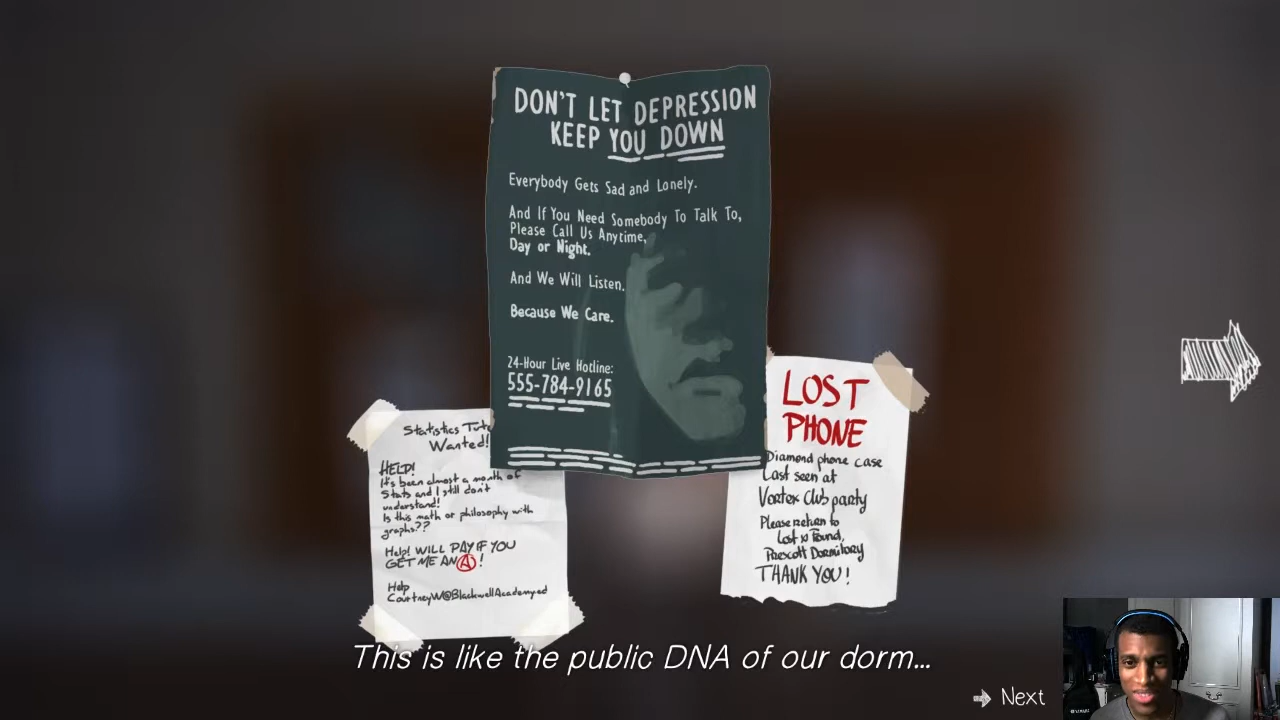 DON'T LET DEPRESSION
KEEP YOU DOWN
Everybody Gets Sad and Lonely.
And If You Need Somebody To Talk To,
Please Call Us Anytime,
Day or Night.
And We Will Listen.
Because We Care.
24-Hour Live Hotline:
555-784-9165
Statistics Tut
Wanted!
HELP!
It's been almost a month of
Stats and I still don't
understand!
Is this math or philosophy with
graphs??
Help! WILL PAY IF YOU
GET ME AN A!
Help
CourtneyW@BlackwellAcademy.ed
LOST
PHONE
Diamond phone case
Last seen at
Vortex Club party
Please return to
Lost & Found,
Prescott Dormitory
THANK YOU!
This is like the public DNA of our dorm...
Next